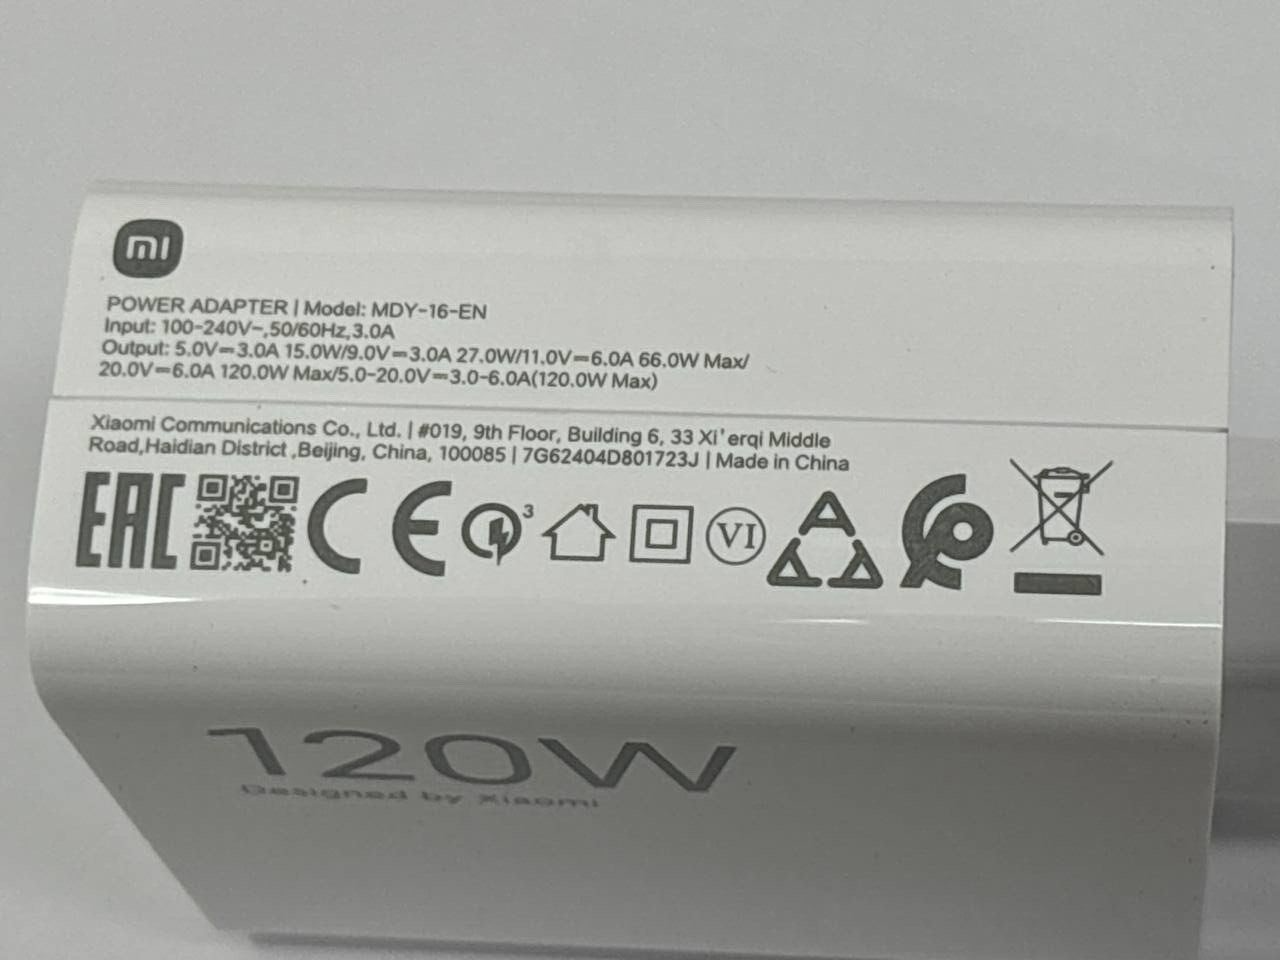 mi
POWER ADAPTER | Model: MDY-16-EN
Input: 100-240V~,50/60Hz,3.0A
Output: 5.0V⎓3.0A 15.0W/9.0V⎓3.0A 27.0W/11.0V⎓6.0A 66.0W Max/
20.0V⎓6.0A 120.0W Max/5.0-20.0V⎓3.0-6.0A(120.0W Max)
Xiaomi Communications Co., Ltd. | #019, 9th Floor, Building 6, 33 Xi'erqi Middle
Road,Haidian District ,Beijing, China, 100085 | 7G62404D801723J | Made in China
EAC CE 3 VI
120W
Designed by Xiaomi